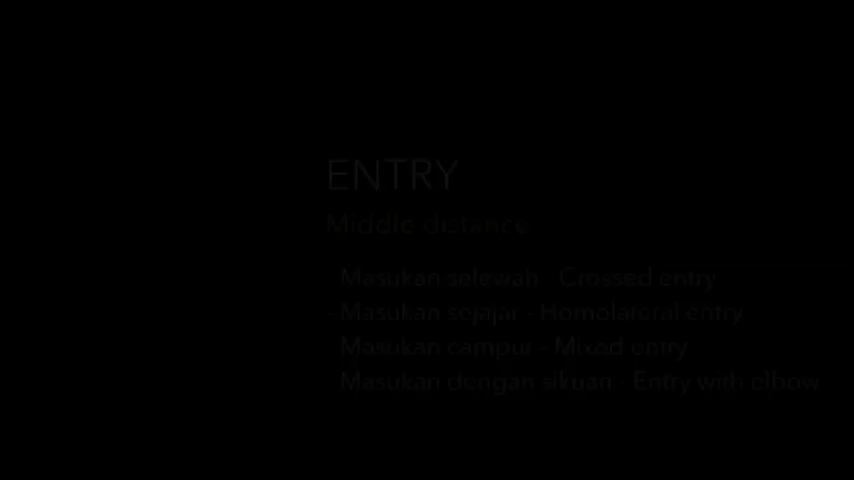 ENTRY
Middle distance
- Masukan selewah - Crossed entry
- Masukan sejajar - Homolateral entry
- Masukan campur - Mixed entry
- Masukan dengan sikuan - Entry with elbow